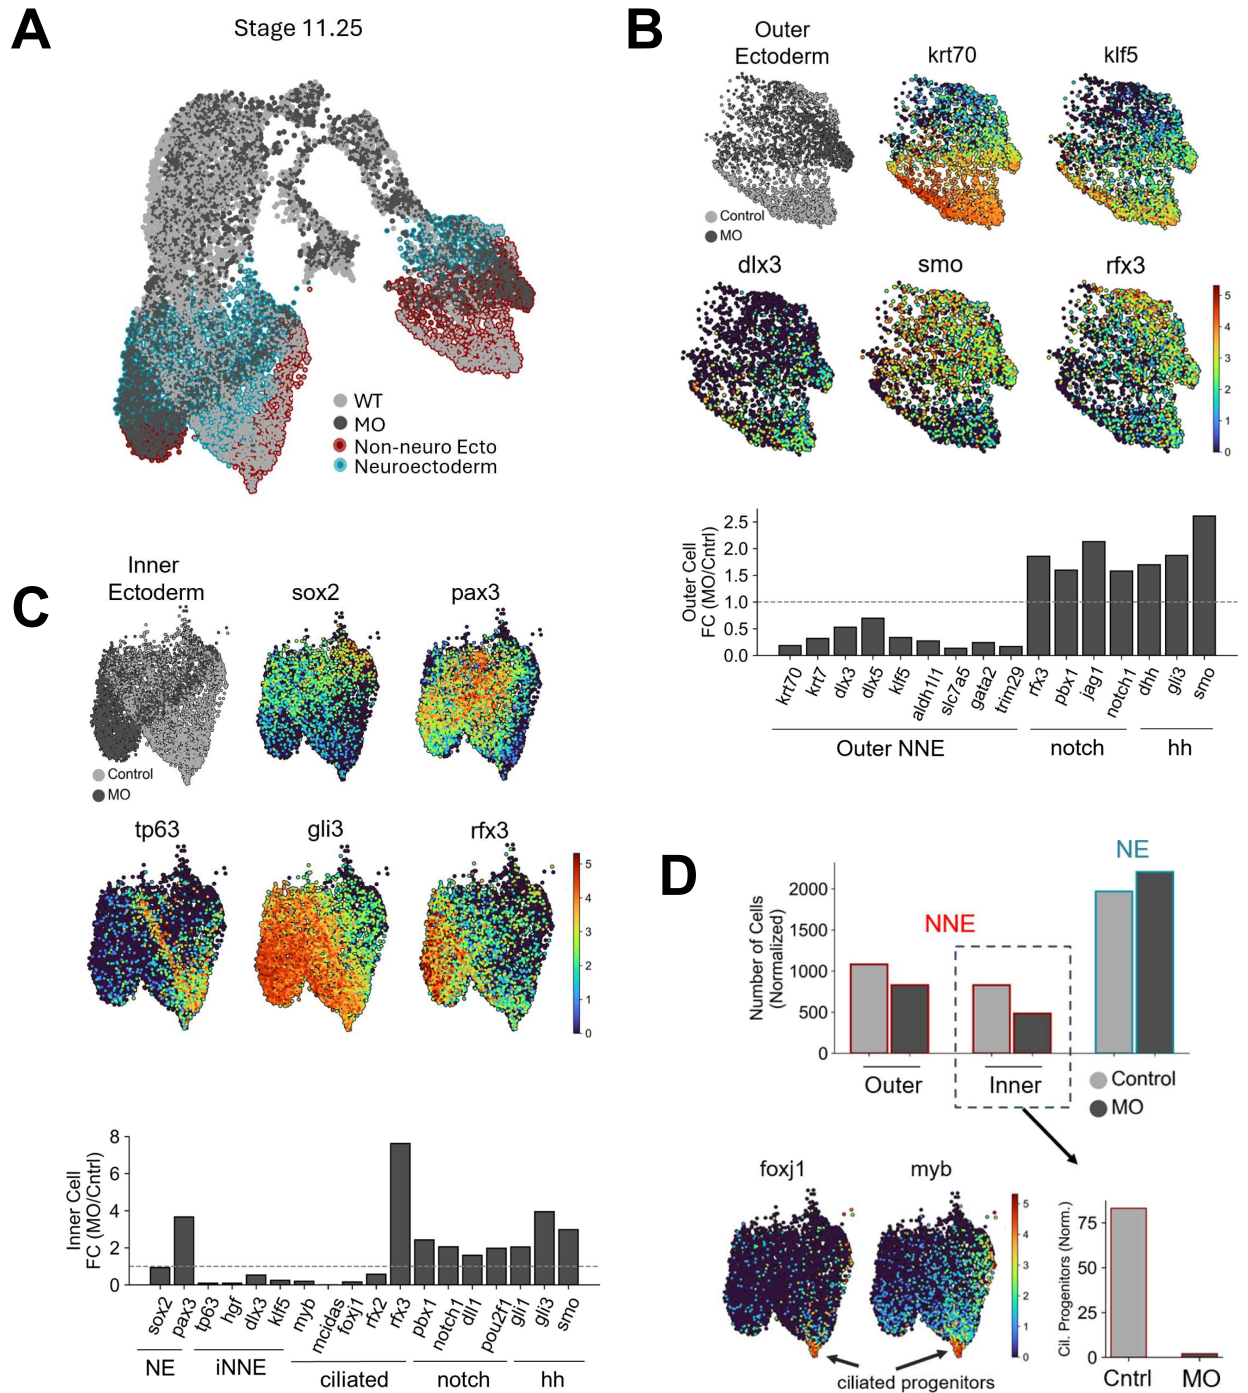 A
Stage 11.25
WT
MO
Non-neuro Ecto
Neuroectoderm
B
Outer
Ectoderm
krt70
klf5
Control
MO
dlx3
smo
rfx3
5
4
3
2
1
0
Outer Cell
FC (MO/Cntrl)
2.5
2.0
1.5
1.0
0.5
0.0
krt70
krt7
dlx3
dlx5
klf5
aldh1l1
slc7a5
gata2
trim29
rfx3
pbx1
jag1
notch1
dhh
gli3
smo
Outer NNE
notch
hh
C
Inner
Ectoderm
sox2
pax3
Control
MO
tp63
gli3
rfx3
5
4
3
2
1
0
Inner Cell
FC (MO/Cntrl)
8
6
4
2
0
sox2
pax3
tp63
hgf
dlx3
klf5
myb
mcidas
foxj1
rfx2
rfx3
pbx1
notch1
dll1
pou2f1
gli1
gli3
smo
NE
iNNE
ciliated
notch
hh
D
NE
NNE
Number of Cells
(Normalized)
2000
1500
1000
500
0
Outer
Inner
Control
MO
foxj1
myb
5
4
3
2
1
0
ciliated progenitors
Cil. Progenitors (Norm.)
75
50
25
0
Cntrl
MO